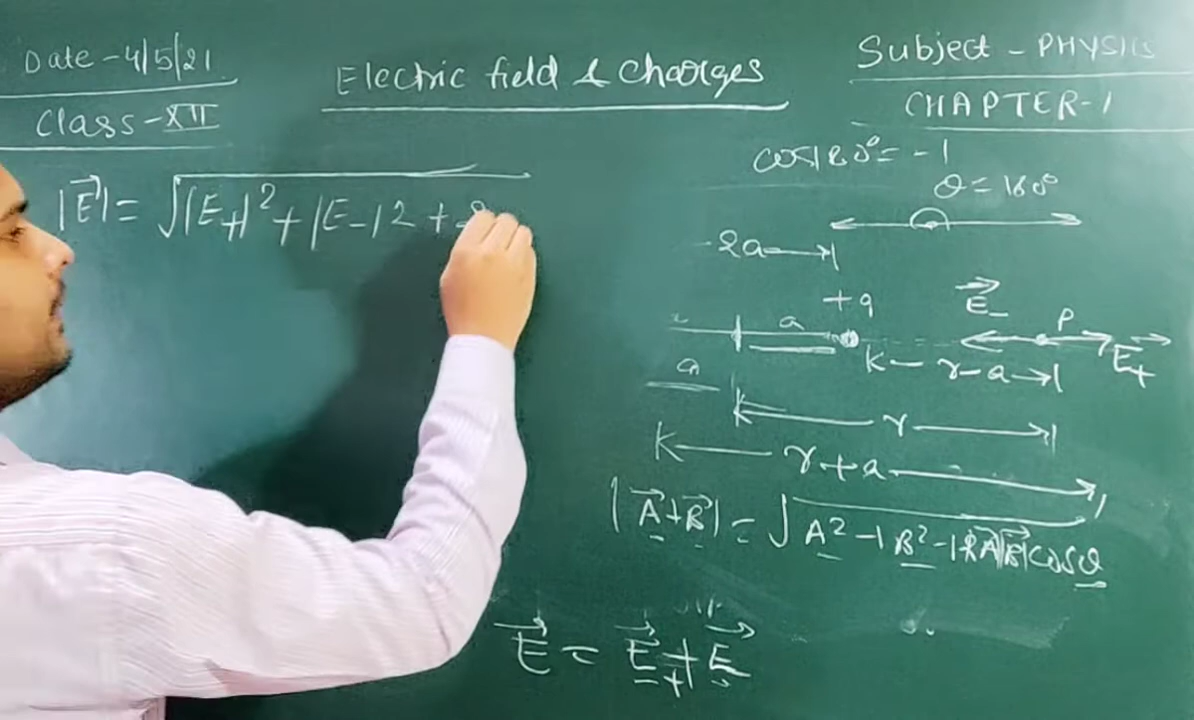 Date - 4/5/21
Class - XII
Electric field & Charges
Subject - PHYSICS
CHAPTER-1
cos180° = -1
θ = 180°
|E⃗| = √|E₊|² + |E₋|² + 2
2a
+q
E⃗₋
P
E⃗₊
a
r-a
a
r
r+a
|A⃗+B⃗| = √A² + B² + 2|A⃗||B⃗|cosθ
E⃗ = E⃗₊ + E⃗₋